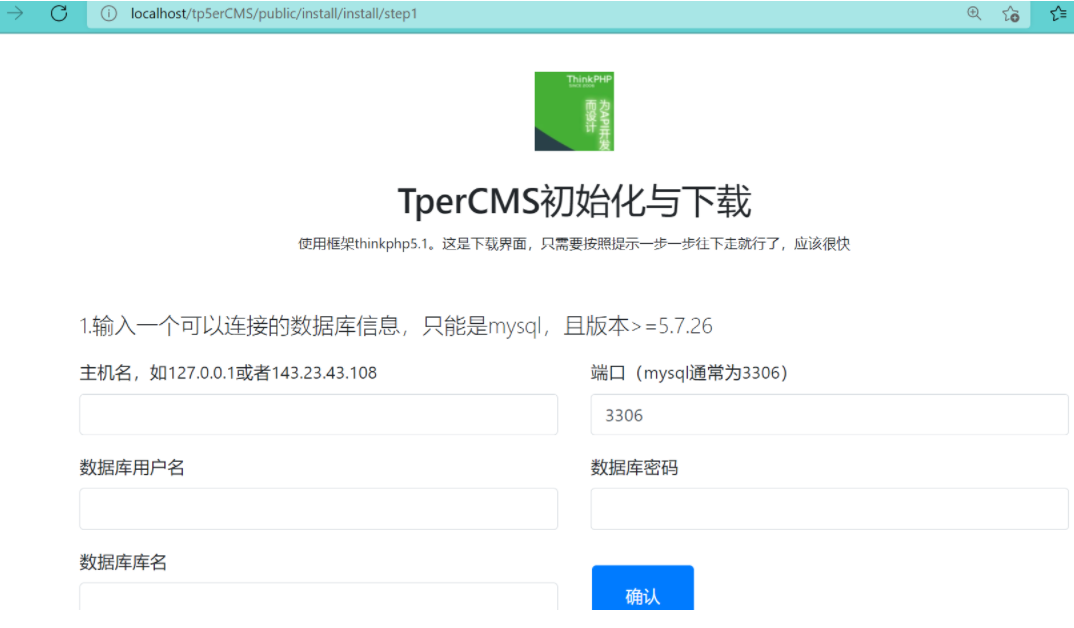 localhost/tp5erCMS/public/install/install/step1
ThinkPHP
为API开发
而设计
TperCMS初始化与下载
使用框架thinkphp5.1。这是下载界面，只需要按照提示一步一步往下走就行了，应该很快
1.输入一个可以连接的数据库信息，只能是mysql，且版本>=5.7.26
主机名，如127.0.0.1或者143.23.43.108
端口（mysql通常为3306）
3306
数据库用户名
数据库密码
数据库库名
确认